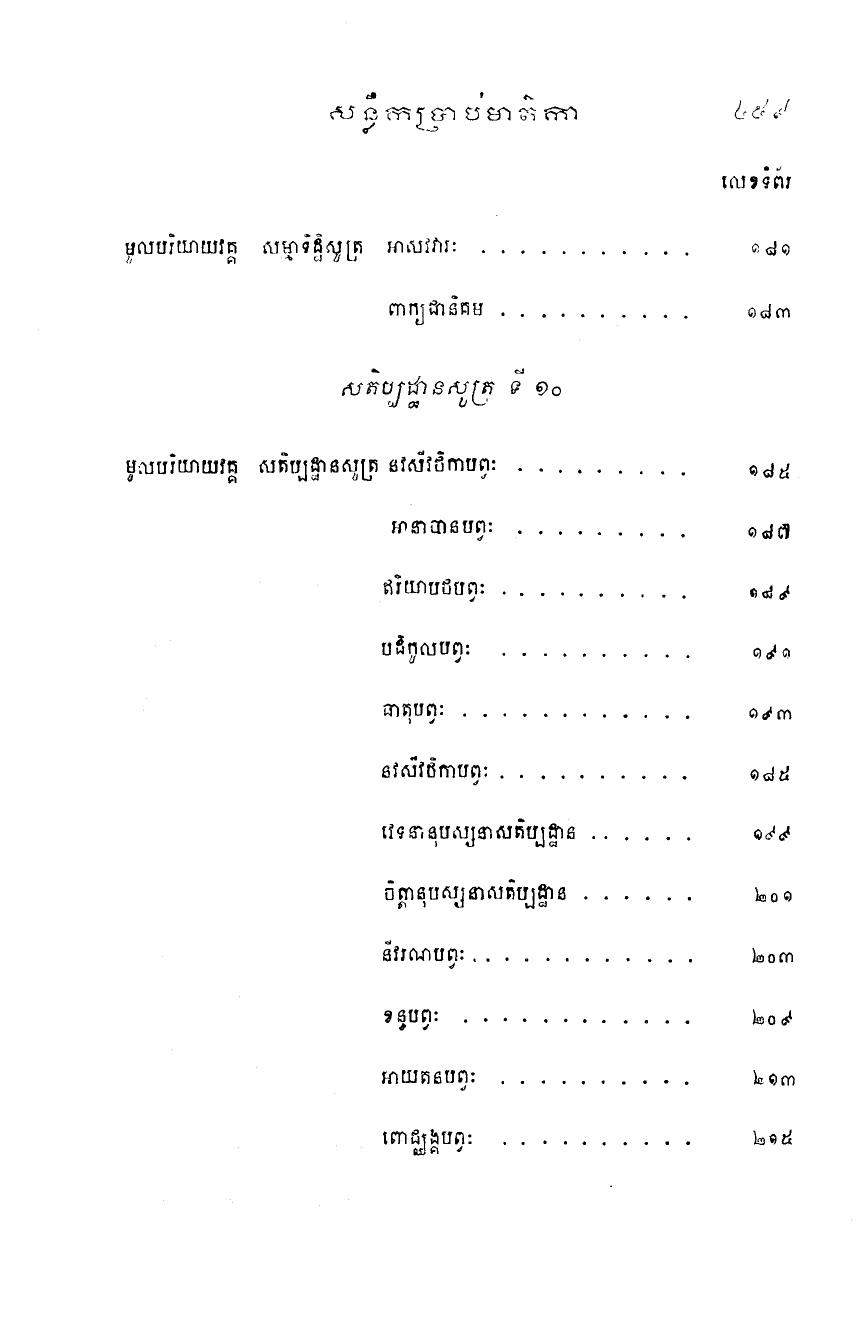 សន្លឹកប្រាប់មាតិកា ៤៩៩
លេខទំព័រ
មូលបរិយាយវគ្គ សម្មាទិដ្ឋិសូត្រ អាសវវារៈ . . . . . . . . . . . ១៨១
ពាក្យជានិគម . . . . . . . . . . ១៨៣
សតិប្បដ្ឋានសូត្រ ទី ១០
មូលបរិយាយវគ្គ សតិប្បដ្ឋានសូត្រ នវសីវថិកាបព្វៈ . . . . . . . . . ១៨៥
អានាបានបព្វៈ . . . . . . . . . ១៨៧
ឥរិយាបថបព្វៈ . . . . . . . . . . ១៨៩
បដិកូលបព្វៈ . . . . . . . . . . ១៩១
ធាតុបព្វៈ . . . . . . . . . . . . ១៩៣
នវសីវថិកាបព្វៈ . . . . . . . . . . ១៨៥
វេទនានុបស្សនាសតិប្បដ្ឋាន . . . . . . ១៩៩
ចិត្តានុបស្សនាសតិប្បដ្ឋាន . . . . . . ២០១
នីវរណបព្វៈ . . . . . . . . . . . . ២០៣
ខន្ធបព្វៈ . . . . . . . . . . . . ២០៩
អាយតនបព្វៈ . . . . . . . . . . ២១៣
ពោជ្ឈង្គបព្វៈ . . . . . . . . . . ២១៥